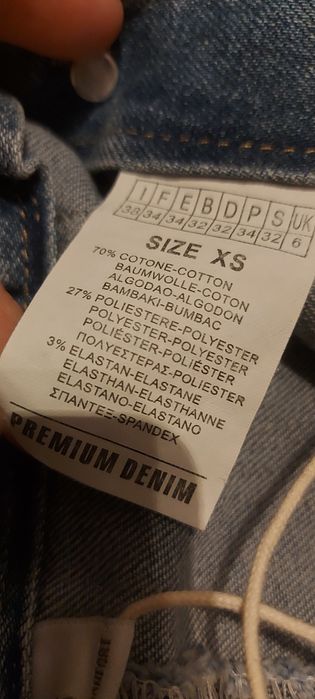 I F E B D P S UK
38 34 34 32 32 34 32 6
SIZE XS
70% COTONE-COTTON
BAUMWOLLE-COTON
ALGODAO-ALGODON
BAMBAKI-BUMBAC
27% POLIESTERE-POLYESTER
POLYESTER-POLYESTER
POLIÉSTER-POLIÉSTER
ΠΟΛΥΕΣΤΕΡΑΣ-POLIESTER
3% ELASTAN-ELASTANE
ELASTHAN-ELASTHANNE
ELASTANO-ELASTANO
ΣΠΑΝΤΕΞ-SPANDEX
PREMIUM DENIM